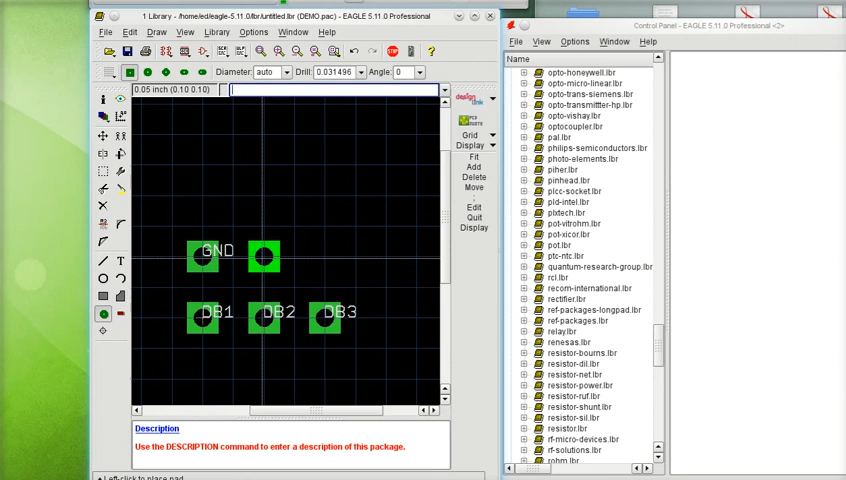 1 Library - /home/ed/eagle-5.11.0/lbr/untitled.lbr (DEMO.pac) - EAGLE 5.11.0 Professional
File Edit Draw View Library Options Window Help
Diameter: auto Drill: 0.031496 Angle: 0
0.05 inch (0.10 0.10)
design link
Grid
Display
Fit
Add
Delete
Move
;
Edit
Quit
Display
GND
DB1 DB2 DB3
Description
Use the DESCRIPTION command to enter a description of this package.
Left-click to place pad
Control Panel - EAGLE 5.11.0 Professional <2>
File View Options Window Help
Name
opto-honeywell.lbr
opto-micro-linear.lbr
opto-trans-siemens.lbr
opto-transmittter-hp.lbr
opto-vishay.lbr
optocoupler.lbr
pal.lbr
philips-semiconductors.lbr
photo-elements.lbr
piher.lbr
pinhead.lbr
plcc-socket.lbr
pld-intel.lbr
plxtech.lbr
pot-vitrohm.lbr
pot-xicor.lbr
pot.lbr
ptc-ntc.lbr
quantum-research-group.lbr
rcl.lbr
recom-international.lbr
rectifier.lbr
ref-packages-longpad.lbr
ref-packages.lbr
relay.lbr
renesas.lbr
resistor-bourns.lbr
resistor-dil.lbr
resistor-net.lbr
resistor-power.lbr
resistor-ruf.lbr
resistor-shunt.lbr
resistor-sil.lbr
resistor.lbr
rf-micro-devices.lbr
rf-solutions.lbr
rohm.lbr